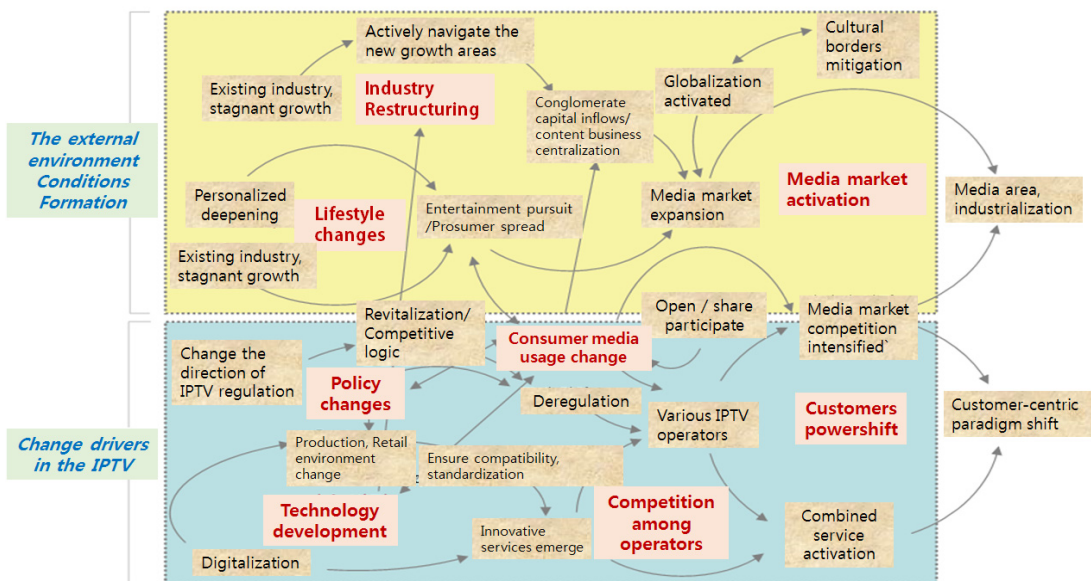 The external
environment
Conditions
Formation
Change drivers
in the IPTV
Actively navigate the
new growth areas
Existing industry,
stagnant growth
Industry
Restructuring
Conglomerate
capital inflows/
content business
centralization
Globalization
activated
Cultural
borders
mitigation
Personalized
deepening
Lifestyle
changes
Entertainment pursuit
/Prosumer spread
Media market
expansion
Media market
activation
Media area,
industrialization
Existing industry,
stagnant growth
Revitalization/
Competitive
logic
Consumer media
usage change
Open / share
participate
Media market
competition
intensified`
Change the
direction of
IPTV regulation
Policy
changes
Deregulation
Various IPTV
operators
Customers
powershift
Customer-centric
paradigm shift
Production, Retail
environment
change
Ensure compatibility,
standardization
Technology
development
Innovative
services emerge
Competition
among
operators
Combined
service
activation
Digitalization